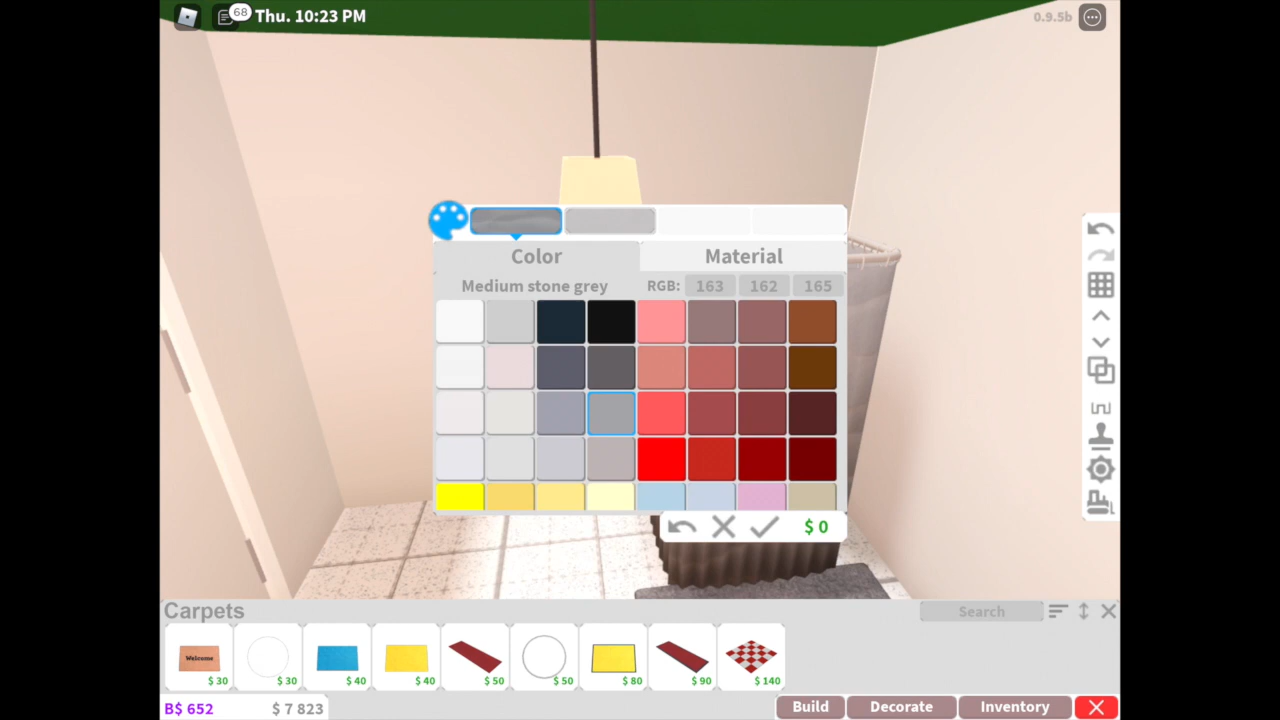 68 Thu. 10:23 PM
0.9.5b
Color
Material
Medium stone grey
RGB: 163 162 165
$ 0
Carpets
Search
Welcome
$ 30
$ 30
$ 40
$ 40
$ 50
$ 50
$ 80
$ 90
$ 140
B$ 652
$ 7 823
Build
Decorate
Inventory